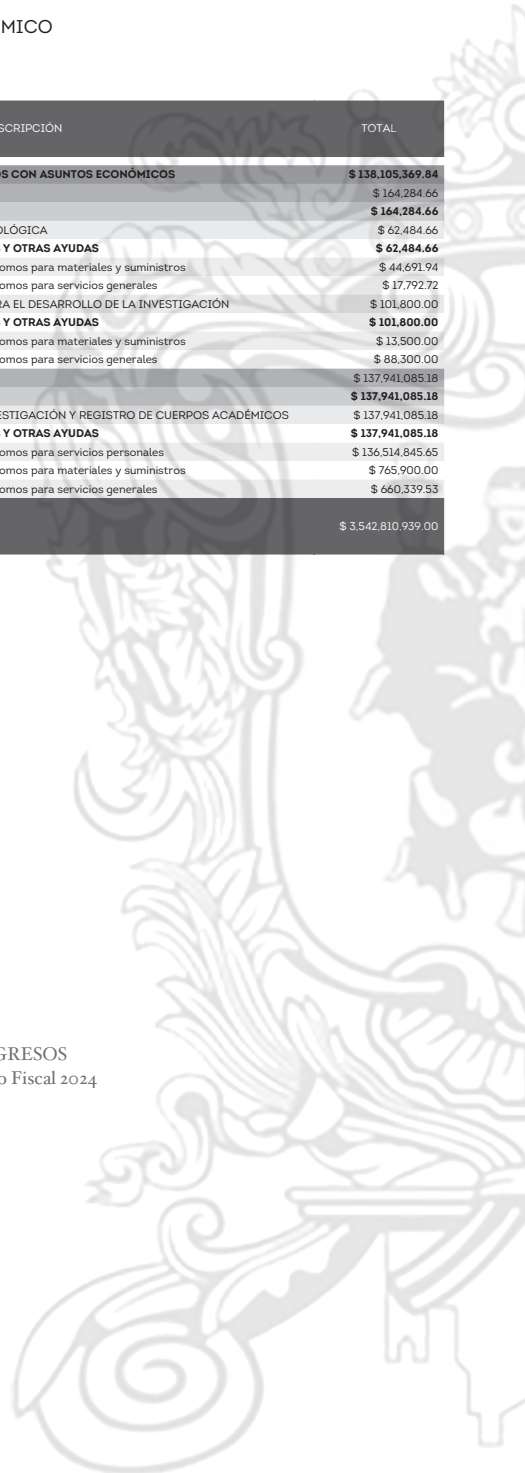 MICO
SCRIPCIÓN TOTAL
OS CON ASUNTOS ECONÓMICOS $ 138,105,369.84
$ 164,284.66
$ 164,284.66
OLÓGICA $ 62,484.66
S Y OTRAS AYUDAS $ 62,484.66
omos para materiales y suministros $ 44,691.94
omos para servicios generales $ 17,792.72
RA EL DESARROLLO DE LA INVESTIGACIÓN $ 101,800.00
S Y OTRAS AYUDAS $ 101,800.00
omos para materiales y suministros $ 13,500.00
omos para servicios generales $ 88,300.00
$ 137,941,085.18
$ 137,941,085.18
ESTIGACIÓN Y REGISTRO DE CUERPOS ACADÉMICOS $ 137,941,085.18
S Y OTRAS AYUDAS $ 137,941,085.18
omos para servicios personales $ 136,514,845.65
omos para materiales y suministros $ 765,900.00
omos para servicios generales $ 660,339.53
$ 3,542,810,939.00
GRESOS
o Fiscal 2024